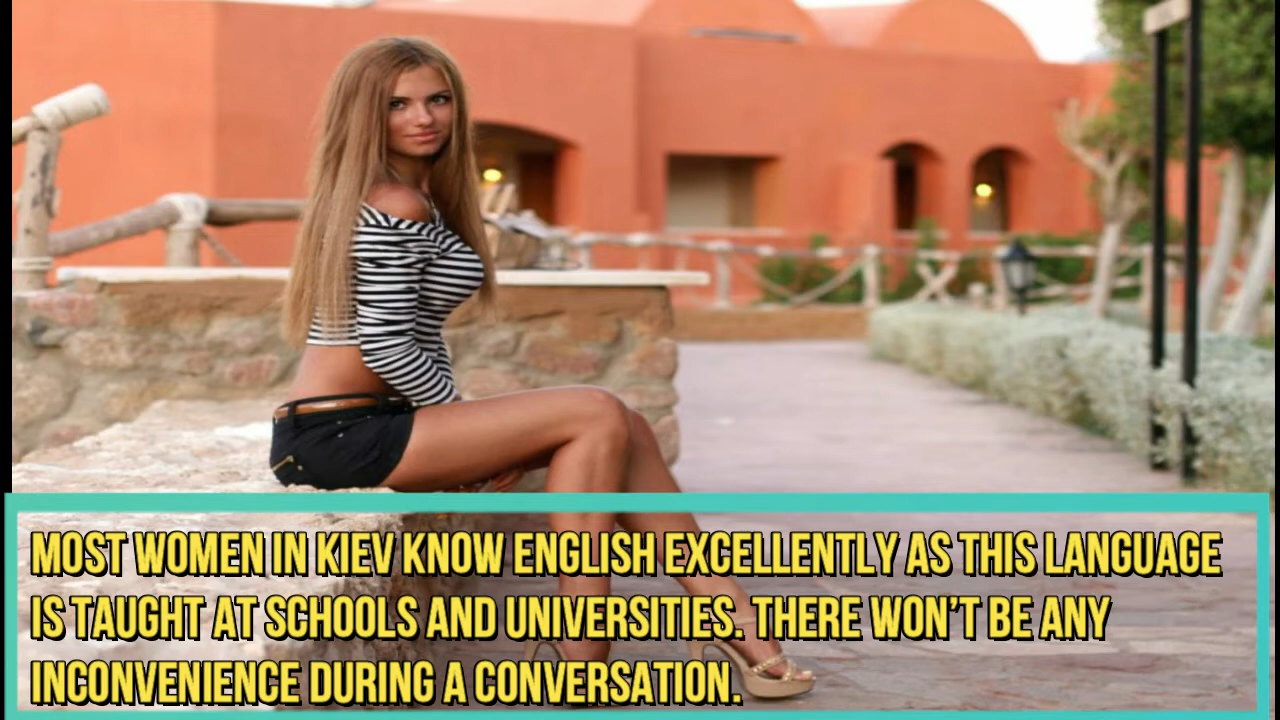 MOST WOMEN IN KIEV KNOW ENGLISH EXCELLENTLY AS THIS LANGUAGE
IS TAUGHT AT SCHOOLS AND UNIVERSITIES. THERE WON'T BE ANY
INCONVENIENCE DURING A CONVERSATION.